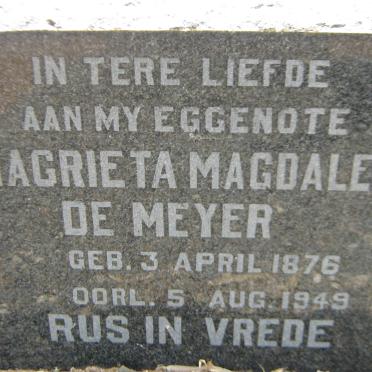 IN TERE LIEFDE
AAN MY EGGENOTE
AGRIETA MAGDALE
DE MEYER
GEB. 3 APRIL 1876
OORL. 5 AUG. 1949
RUS IN VREDE